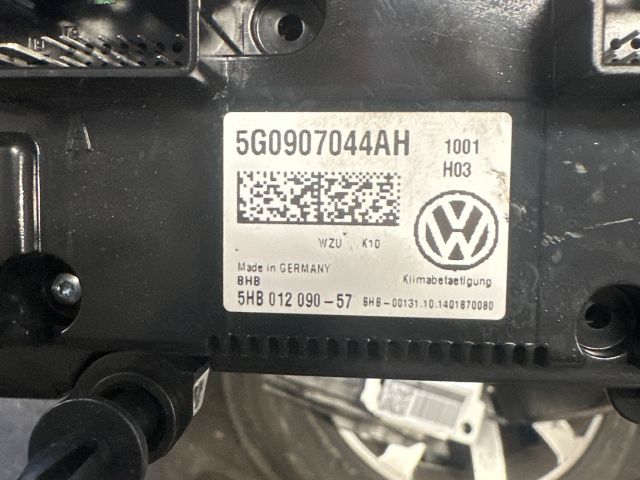 5G0907044AH
1001
H03
WZU K10
Made in GERMANY
BHB
5HB 012 090-57
BHB-00131.10.1401870080
Klimabetaetigung
A